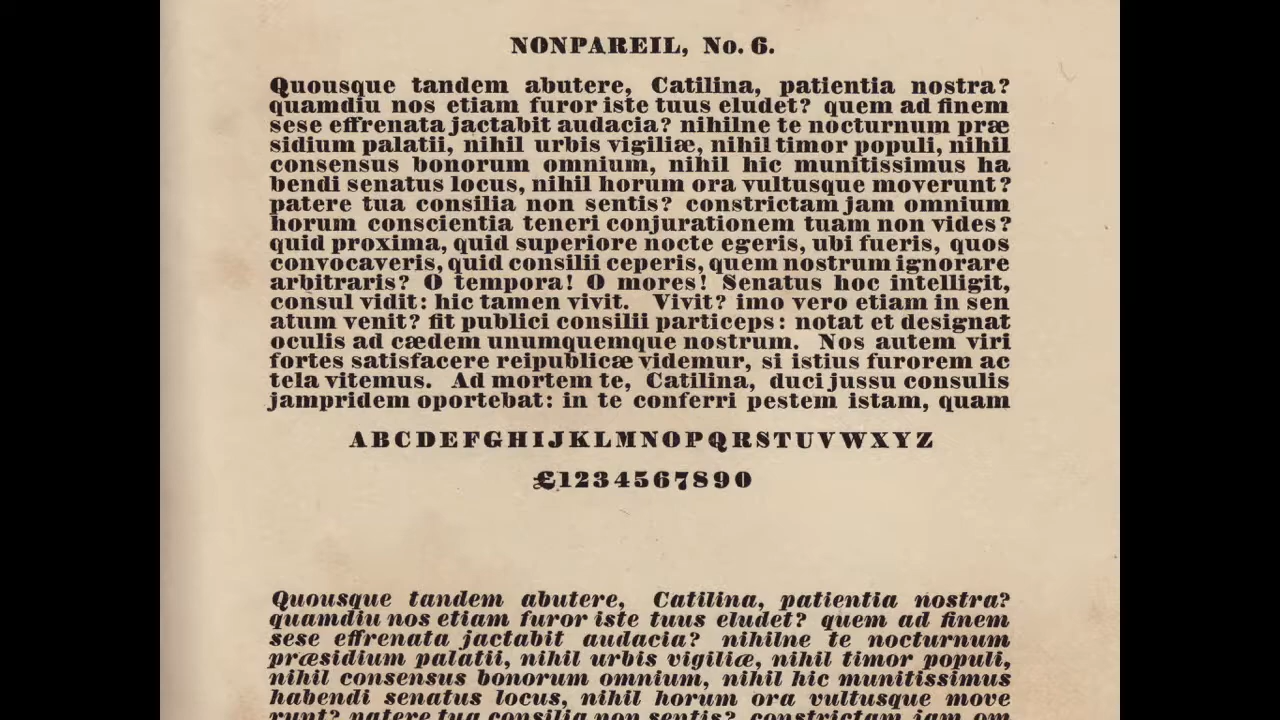 NONPAREIL, No. 6.
Quousque tandem abutere, Catilina, patientia nostra?
quamdiu nos etiam furor iste tuus eludet? quem ad finem
sese effrenata jactabit audacia? nihilne te nocturnum præ
sidium palatii, nihil urbis vigiliæ, nihil timor populi, nihil
consensus bonorum omnium, nihil hic munitissimus ha
bendi senatus locus, nihil horum ora vultusque moverunt?
patere tua consilia non sentis? constrictam jam omnium
horum conscientia teneri conjurationem tuam non vides?
quid proxima, quid superiore nocte egeris, ubi fueris, quos
convocaveris, quid consilii ceperis, quem nostrum ignorare
arbitraris? O tempora! O mores! Senatus hoc intelligit,
consul vidit: hic tamen vivit. Vivit? imo vero etiam in sen
atum venit? fit publici consilii particeps: notat et designat
oculis ad cædem unumquemque nostrum. Nos autem viri
fortes satisfacere reipublicæ videmur, si istius furorem ac
tela vitemus. Ad mortem te, Catilina, duci jussu consulis
jampridem oportebat: in te conferri pestem istam, quam
ABCDEFGHIJKLMNOPQRSTUVWXYZ
£1234567890
Quousque tandem abutere, Catilina, patientia nostra?
quamdiu nos etiam furor iste tuus eludet? quem ad finem
sese effrenata jactabit audacia? nihilne te nocturnum
præsidium palatii, nihil urbis vigiliæ, nihil timor populi,
nihil consensus bonorum omnium, nihil hic munitissimus
habendi senatus locus, nihil horum ora vultusque move
runt? patere tua consilia non sentis? constrictam jam om